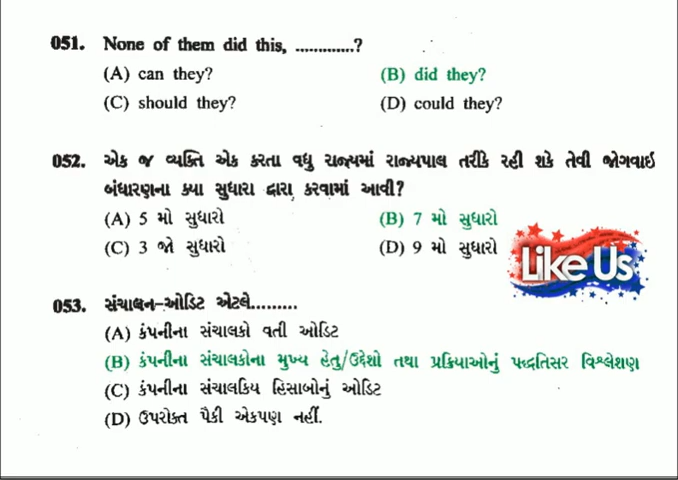 051. None of them did this, .............?
(A) can they?
(B) did they?
(C) should they?
(D) could they?
052. એક જ વ્યક્તિ એક કરતા વધુ રાજ્યમાં રાજ્યપાલ તરીકે રહી શકે તેવી જોગવાઈ
બંધારણના ક્યા સુધારા દ્વારા કરવામાં આવી?
(A) 5 મો સુધારો
(B) 7 મો સુધારો
(C) 3 જો સુધારો
(D) 9 મો સુધારો
Like Us
053. સંચાલન-ઓડિટ એટલે.........
(A) કંપનીના સંચાલકો વતી ઓડિટ
(B) કંપનીના સંચાલકોના મુખ્ય હેતુ/ઉદ્દેશો તથા પ્રક્રિયાઓનું પધ્ધતિસર વિશ્લેશણ
(C) કંપનીના સંચાલકિય હિસાબોનું ઓડિટ
(D) ઉપરોક્ત પૈકી એકપણ નહીં.